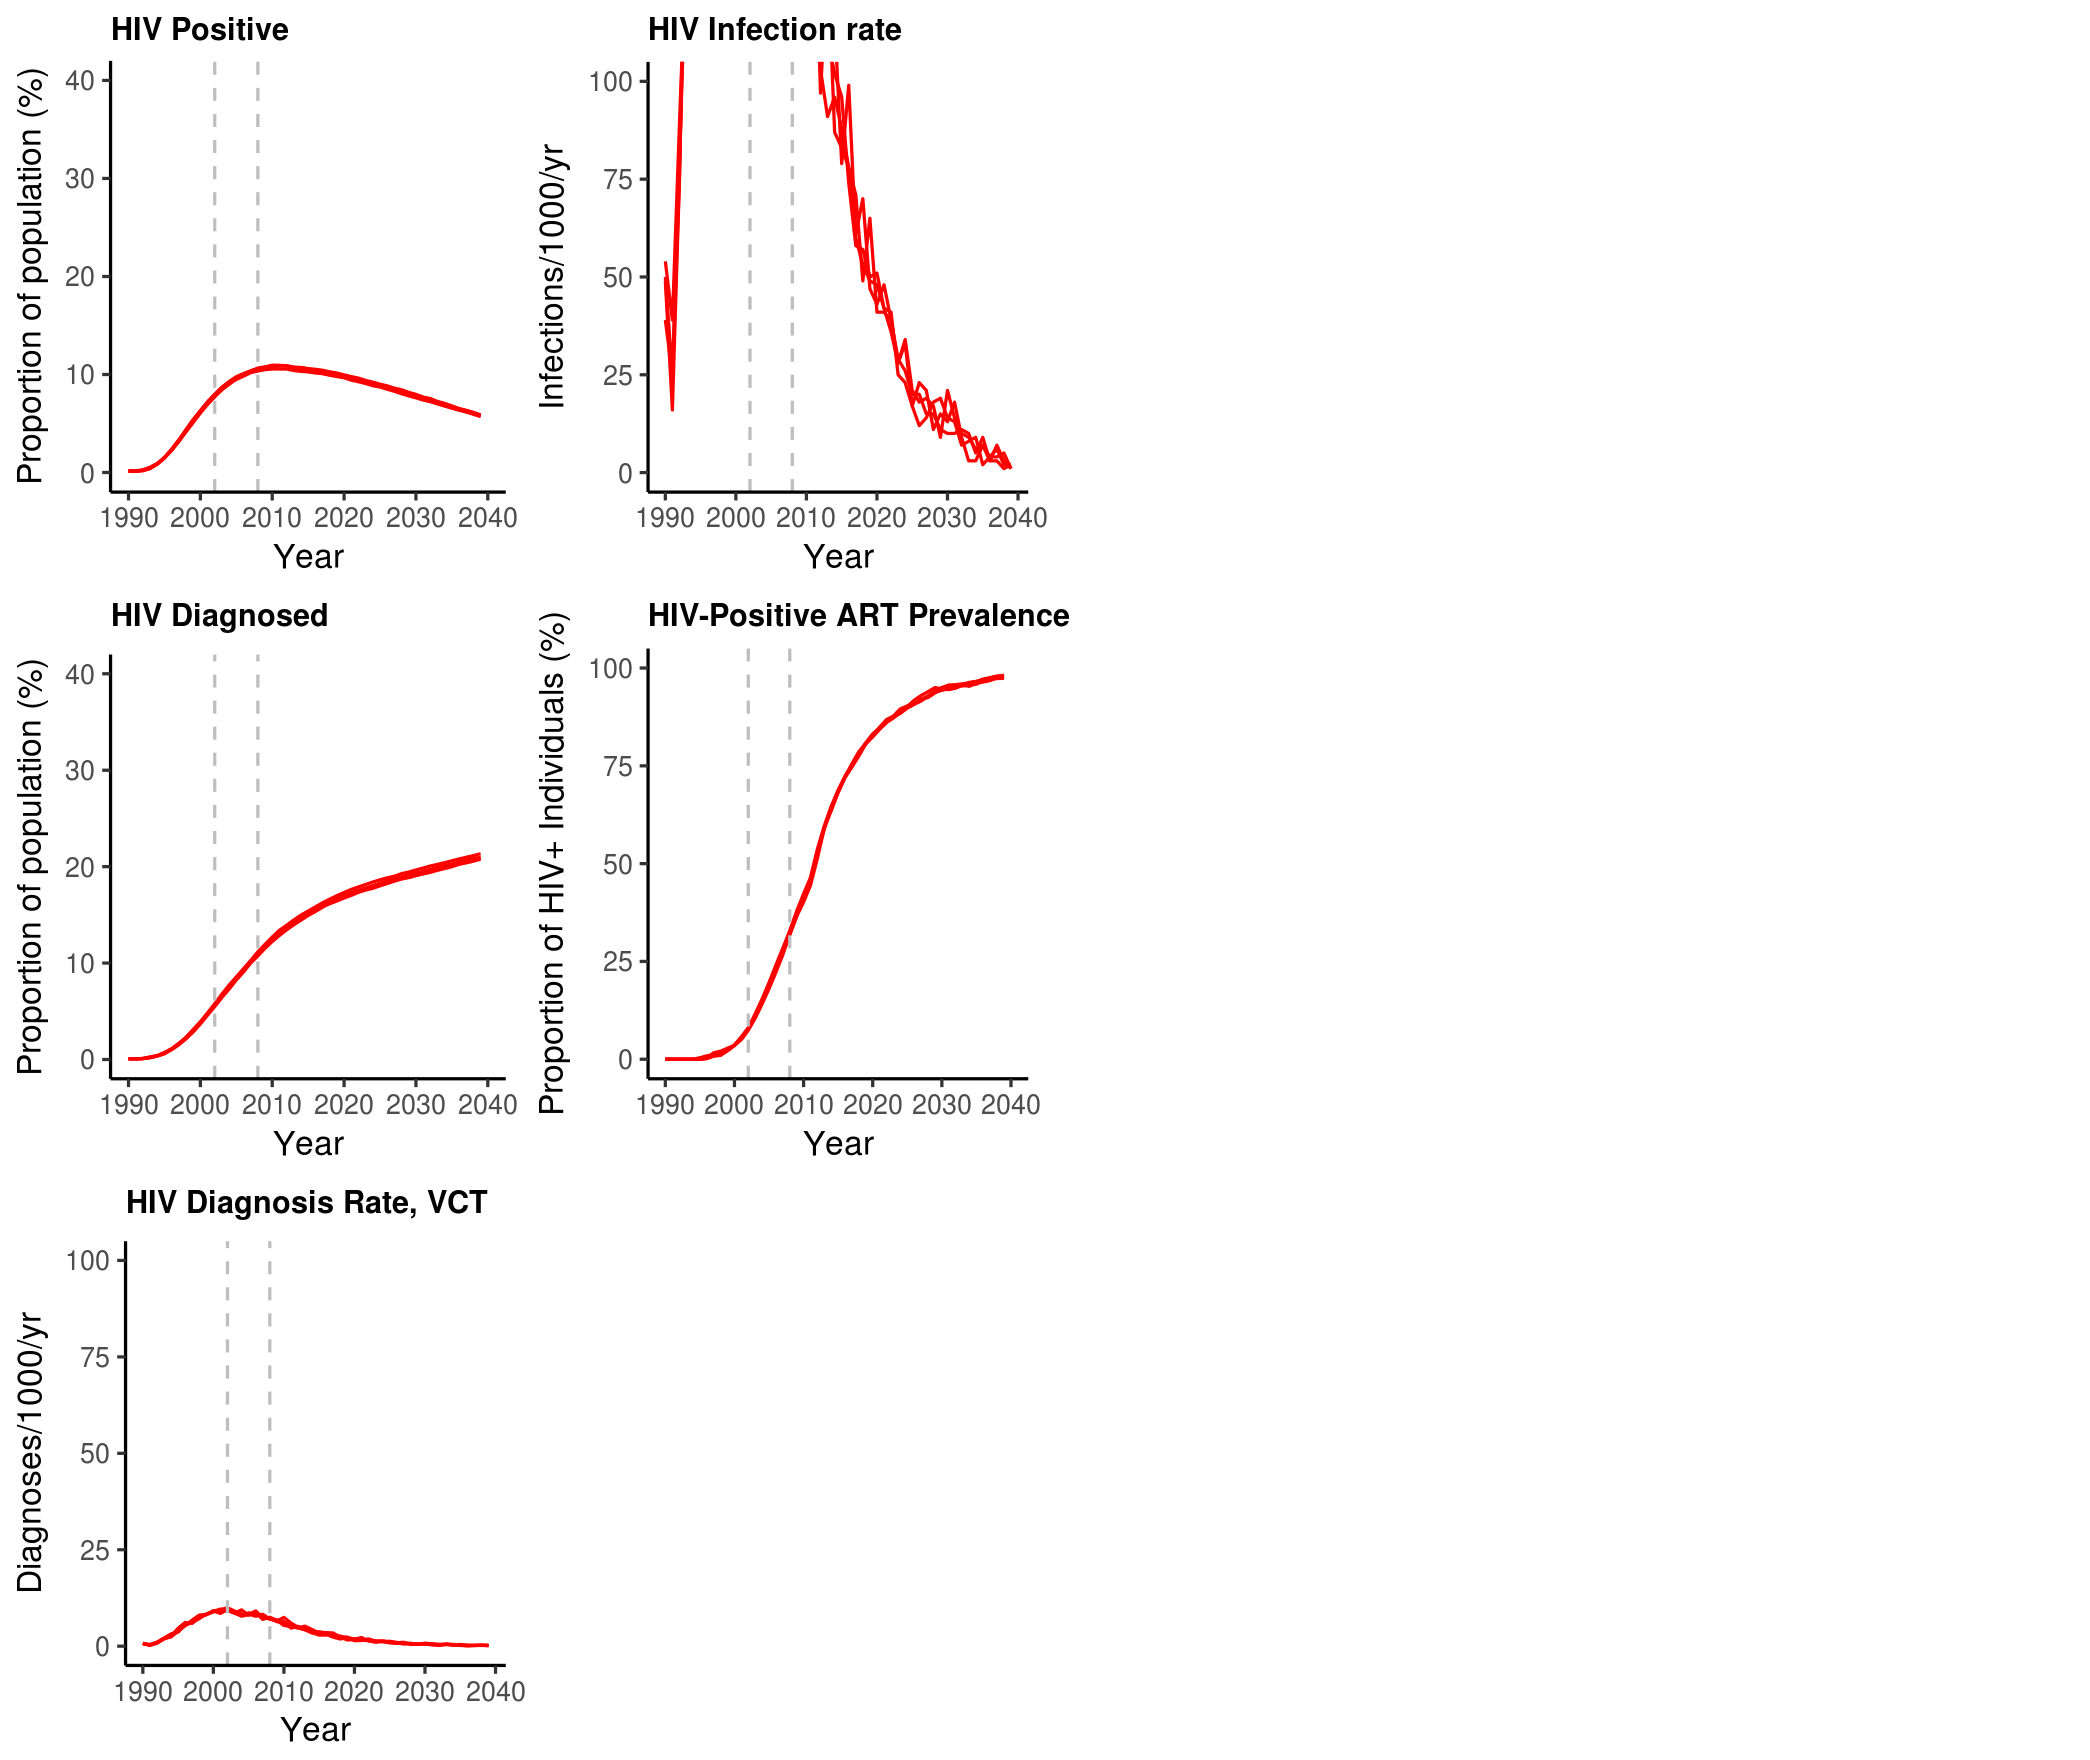 HIV Positive
Proportion of population (%)
40
30
20
10
0
1990 2000 2010 2020 2030 2040
Year
HIV Infection rate
Infections/1000/yr
100
75
50
25
0
1990 2000 2010 2020 2030 2040
Year
HIV Diagnosed
Proportion of population (%)
40
30
20
10
0
1990 2000 2010 2020 2030 2040
Year
HIV-Positive ART Prevalence
Proportion of HIV+ Individuals (%)
100
75
50
25
0
1990 2000 2010 2020 2030 2040
Year
HIV Diagnosis Rate, VCT
Diagnoses/1000/yr
100
75
50
25
0
1990 2000 2010 2020 2030 2040
Year